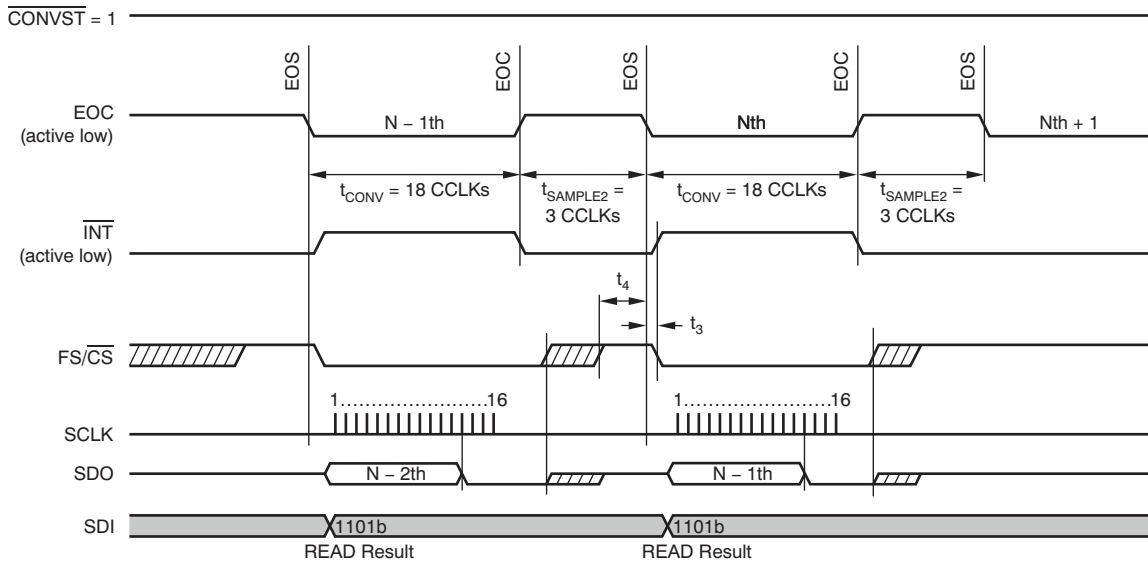 CONVST = 1
EOS
EOC
EOS
EOC
EOS
EOC
(active low)
N – 1th
Nth
Nth + 1
tCONV = 18 CCLKs
tSAMPLE2 =
3 CCLKs
tCONV = 18 CCLKs
tSAMPLE2 =
3 CCLKs
INT
(active low)
t4
t3
FS/CS
1.......................16
1.......................16
SCLK
SDO
N – 2th
N – 1th
SDI
1101b
1101b
READ Result
READ Result